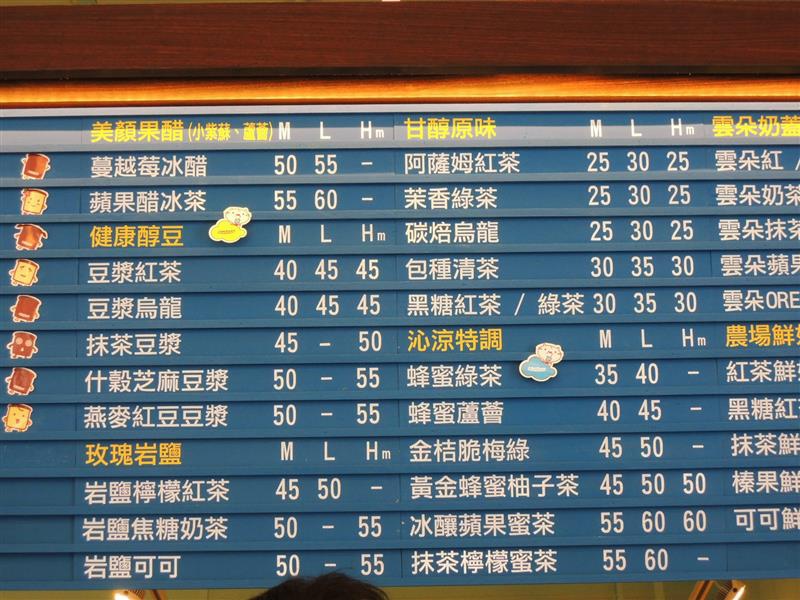 美顏果醋(小紫蘇、蘆薈) M L Hm
蔓越莓冰醋 50 55 -
蘋果醋冰茶 55 60 -
健康醇豆 M L Hm
豆漿紅茶 40 45 45
豆漿烏龍 40 45 45
抹茶豆漿 45 - 50
什穀芝麻豆漿 50 - 55
燕麥紅豆豆漿 50 - 55
玫瑰岩鹽 M L Hm
岩鹽檸檬紅茶 45 50 -
岩鹽焦糖奶茶 50 - 55
岩鹽可可 50 - 55
甘醇原味 M L Hm
阿薩姆紅茶 25 30 25
茉香綠茶 25 30 25
碳焙烏龍 25 30 25
包種清茶 30 35 30
黑糖紅茶 / 綠茶 30 35 30
沁涼特調 M L Hm
蜂蜜綠茶 35 40 -
蜂蜜蘆薈 40 45 -
金桔脆梅綠 45 50 -
黃金蜂蜜柚子茶 45 50 50
冰釀蘋果蜜茶 55 60 60
抹茶檸檬蜜茶 55 60 -
雲朵奶蓋
雲朵紅 /
雲朵奶茶
雲朵抹茶
雲朵蘋果
雲朵ORE
農場鮮
紅茶鮮
黑糖紅
抹茶鮮
榛果鮮
可可鮮